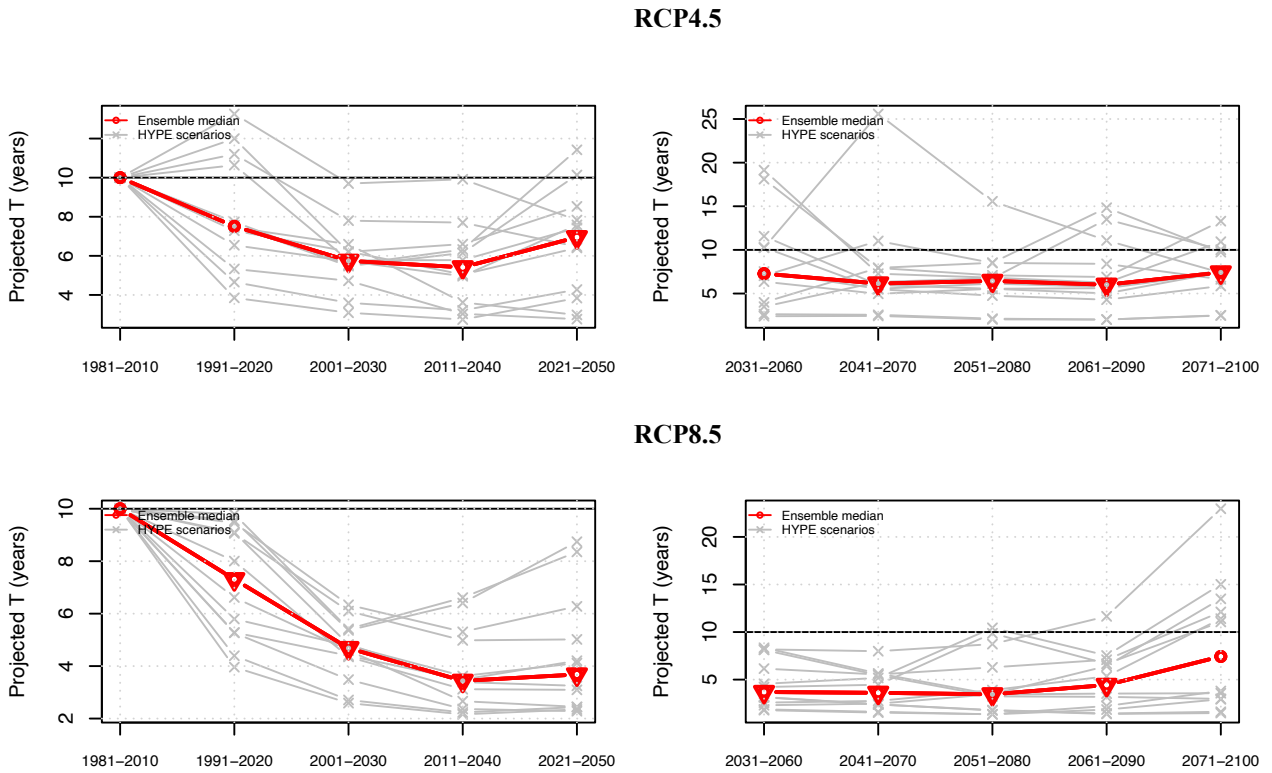 RCP4.5
Projected T (years)
10
8
6
4
Ensemble median
HYPE scenarios
1981−2010 1991−2020 2001−2030 2011−2040 2021−2050
Projected T (years)
25
20
15
10
5
Ensemble median
HYPE scenarios
2031−2060 2041−2070 2051−2080 2061−2090 2071−2100
RCP8.5
Projected T (years)
10
8
6
4
2
Ensemble median
HYPE scenarios
1981−2010 1991−2020 2001−2030 2011−2040 2021−2050
Projected T (years)
20
15
10
5
Ensemble median
HYPE scenarios
2031−2060 2041−2070 2051−2080 2061−2090 2071−2100